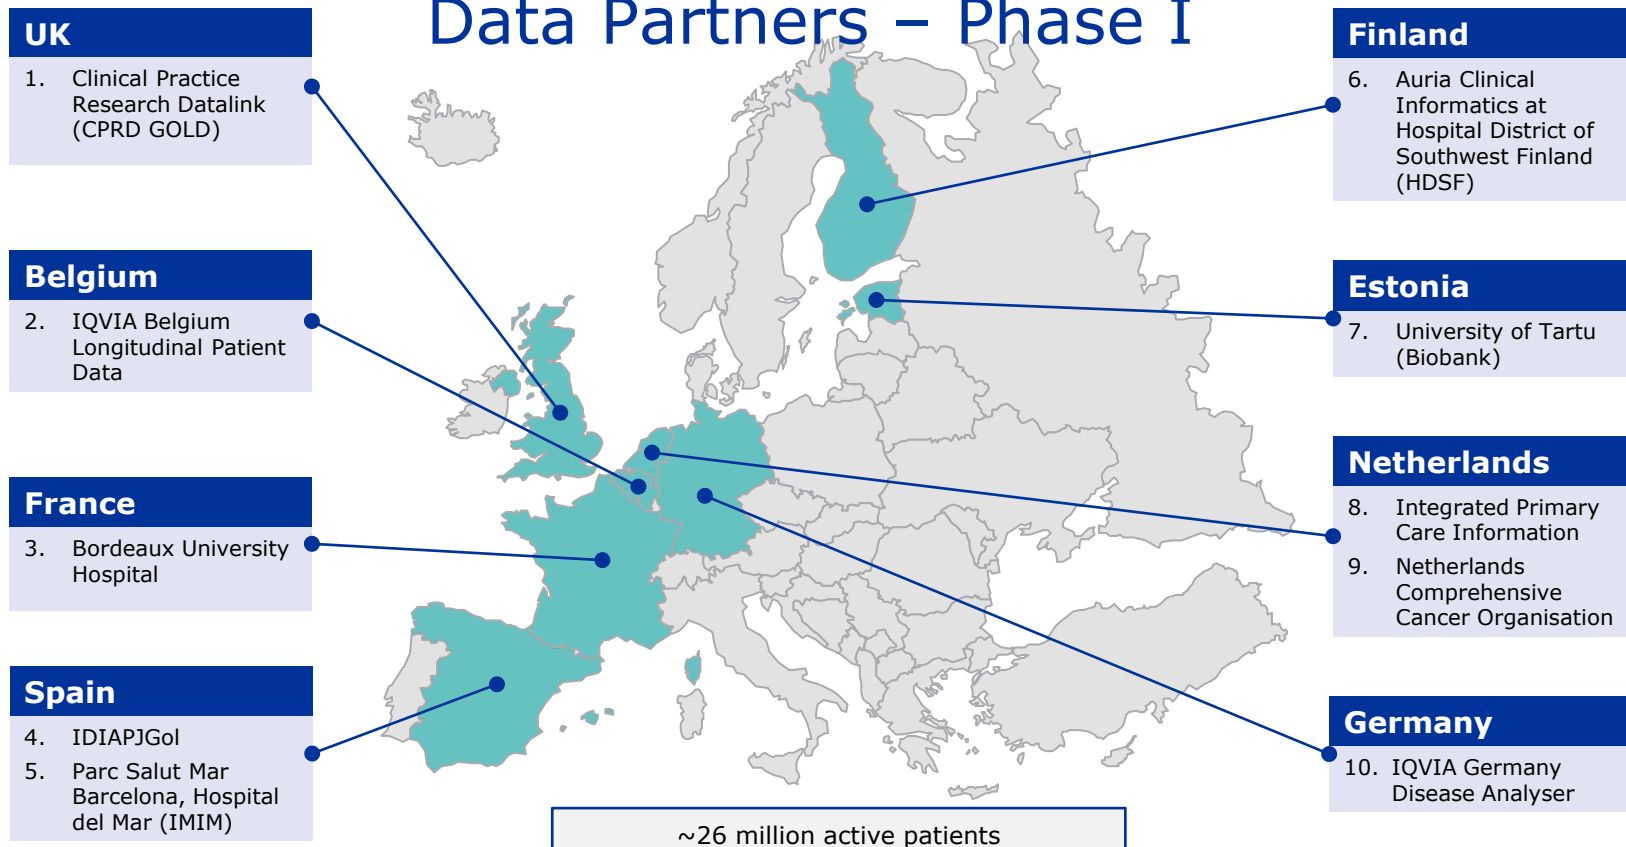 Data Partners – Phase I
UK
1. Clinical Practice
Research Datalink
(CPRD GOLD)
Belgium
2. IQVIA Belgium
Longitudinal Patient
Data
France
3. Bordeaux University
Hospital
Spain
4. IDIAPJGol
5. Parc Salut Mar
Barcelona, Hospital
del Mar (IMIM)
Finland
6. Auria Clinical
Informatics at
Hospital District of
Southwest Finland
(HDSF)
Estonia
7. University of Tartu
(Biobank)
Netherlands
8. Integrated Primary
Care Information
9. Netherlands
Comprehensive
Cancer Organisation
Germany
10. IQVIA Germany
Disease Analyser
~26 million active patients